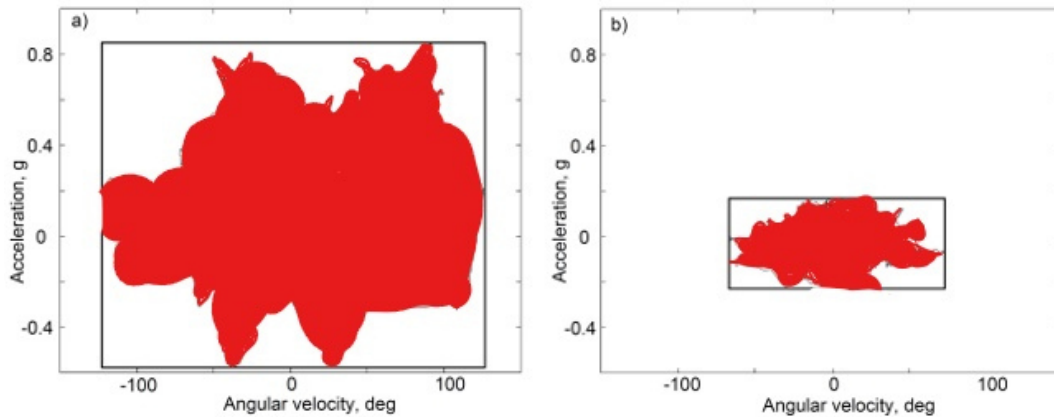 a)
0.8
0.4
0
-0.4
Acceleration, g
-100
0
100
Angular velocity, deg
b)
0.8
0.4
0
-0.4
Acceleration, g
-100
0
100
Angular velocity, deg